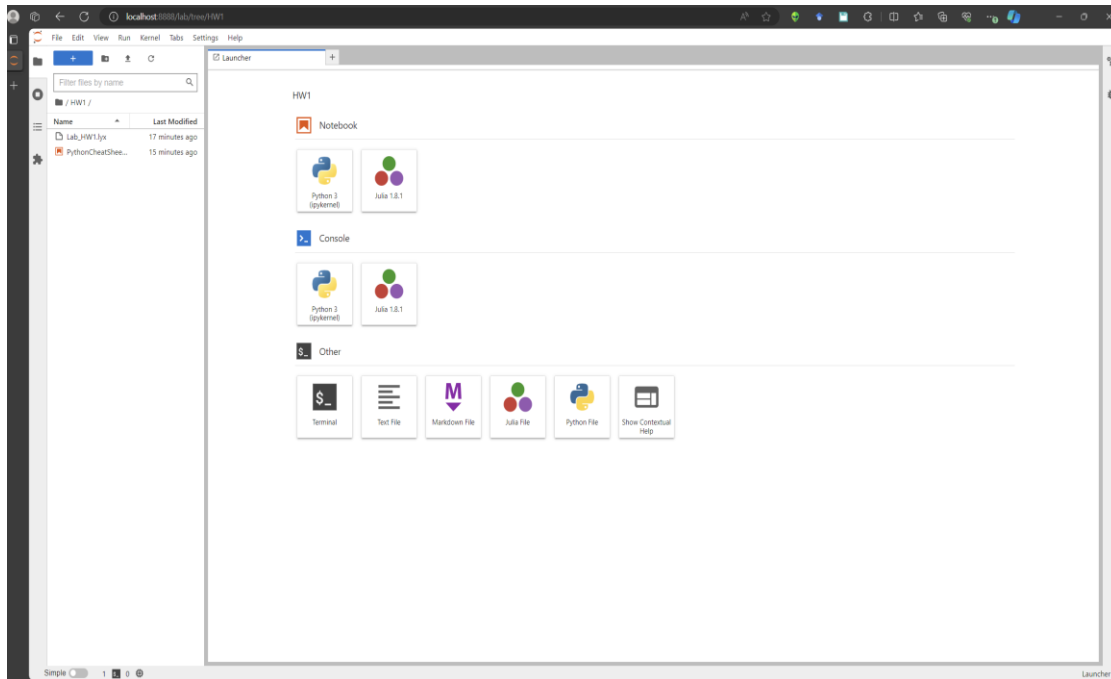 localhost:8888/lab/tree/HW1
File Edit View Run Kernel Tabs Settings Help
Launcher
Filter files by name
/ HW1 /
Name Last Modified
Lab_HW1.lyx 17 minutes ago
PythonCheatShee... 15 minutes ago
HW1
Notebook
Python 3
(ipykernel)
Julia 1.8.1
Console
Python 3
(ipykernel)
Julia 1.8.1
$_ Other
$_
M
Terminal
Text File
Markdown File
Julia File
Python File
Show Contextual
Help
Simple 1 0
Launcher